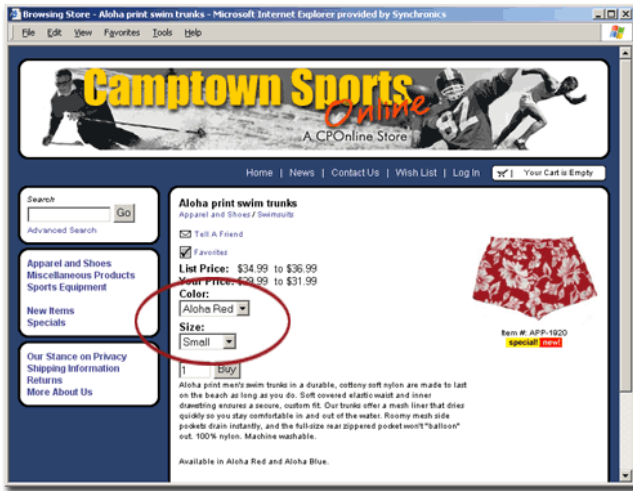 Browsing Store - Aloha print swim trunks - Microsoft Internet Explorer provided by Synchronics
File Edit View Favorites Tools Help
Camptown Sports
Online
A CPOnline Store
82
Home | News | Contact Us | Wish List | Log In | Your Cart is Empty
Search
Go
Advanced Search
Apparel and Shoes
Miscellaneous Products
Sports Equipment
New Items
Specials
Our Stance on Privacy
Shipping Information
Returns
More About Us
Aloha print swim trunks
Apparel and Shoes / Swimsuits
Tell A Friend
Favorites
List Price: $34.99 to $36.99
Your Price: $29.99 to $31.99
Color:
Aloha Red
Size:
Small
1 Buy
Aloha print men's swim trunks in a durable, cottony soft nylon are made to last
on the beach as long as you do. Soft covered elastic waist and inner
drawstring ensures a secure, custom fit. Our trunks offer a mesh liner that dries
quickly so you stay comfortable in and out of the water. Roomy mesh side
pockets drain instantly, and the full-size rear zippered pocket won't "balloon"
out. 100% nylon. Machine washable.
Available in Aloha Red and Aloha Blue.
Item #: APP-1920
special! new!